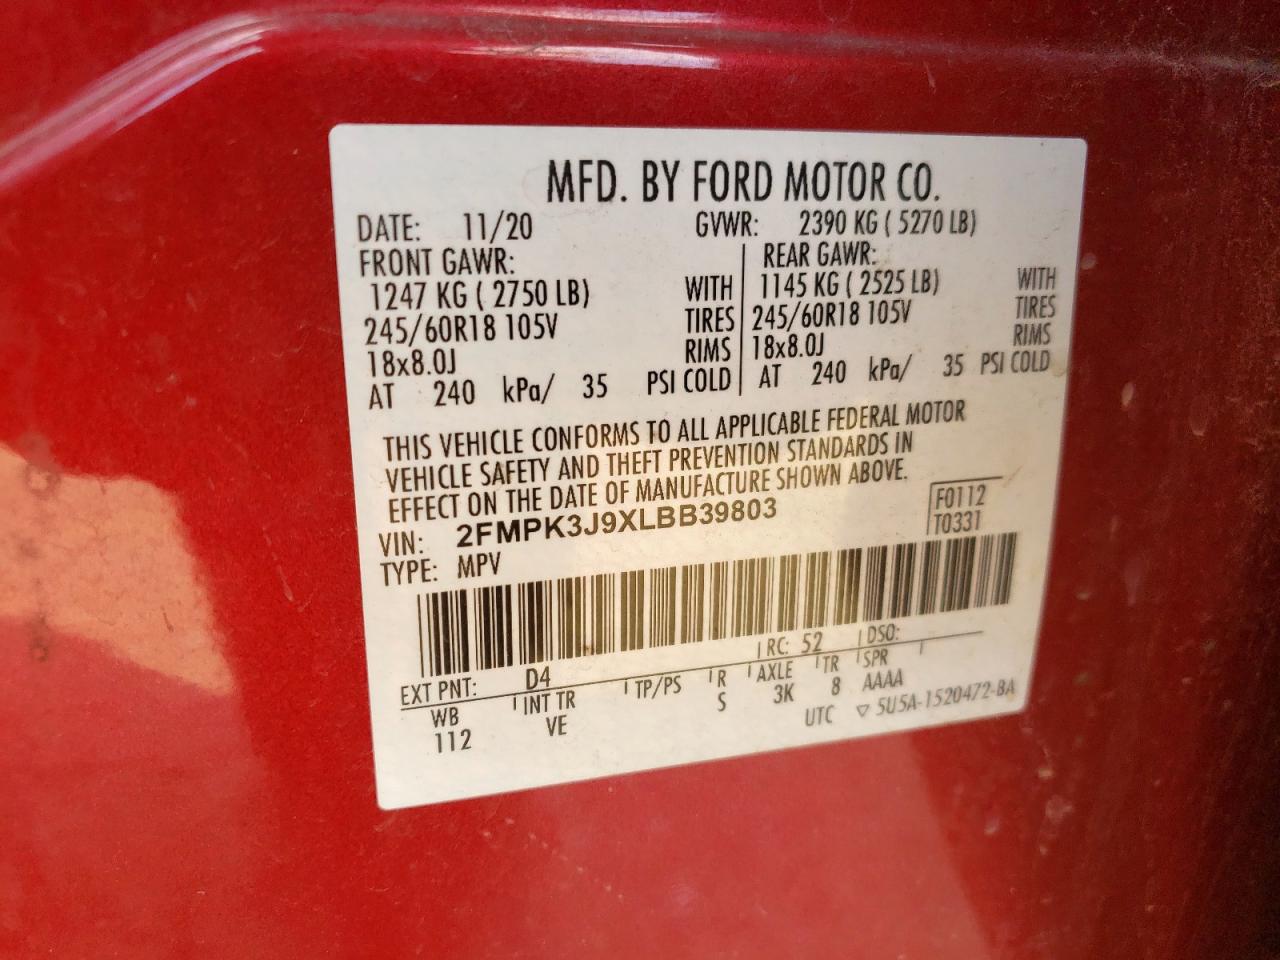 MFD. BY FORD MOTOR CO.
DATE: 11/20 GVWR: 2390 KG ( 5270 LB)
FRONT GAWR: REAR GAWR:
1247 KG ( 2750 LB) WITH 1145 KG ( 2525 LB) WITH
245/60R18 105V TIRES 245/60R18 105V TIRES
18x8.0J RIMS 18x8.0J RIMS
AT 240 kPa/ 35 PSI COLD AT 240 kPa/ 35 PSI COLD
THIS VEHICLE CONFORMS TO ALL APPLICABLE FEDERAL MOTOR
VEHICLE SAFETY AND THEFT PREVENTION STANDARDS IN
EFFECT ON THE DATE OF MANUFACTURE SHOWN ABOVE.
VIN: 2FMPK3J9XLBB39803 F0112
TYPE: MPV T0331
EXT PNT: D4 RC: 52 DSO:
WB INT TR TP/PS R AXLE TR SPR
112 VE S 3K 8 AAAA
UTC ▽ 5U5A-1520472-BA